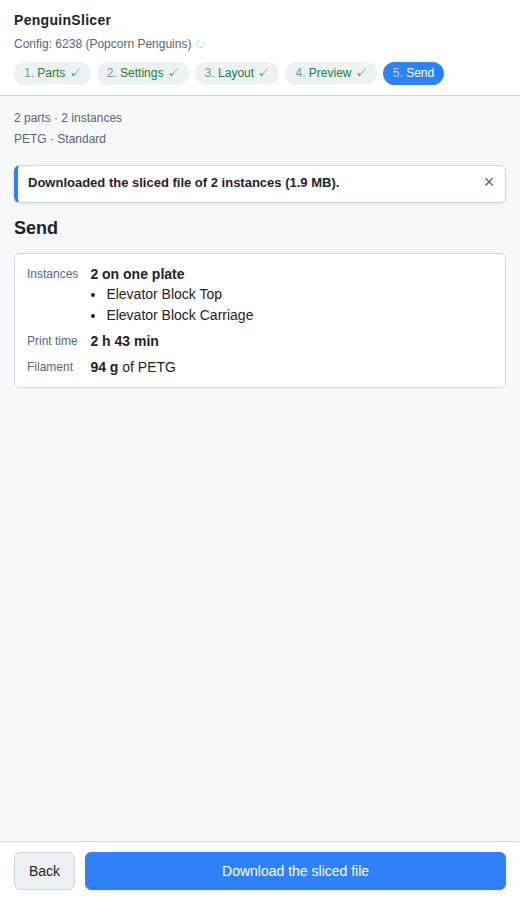 PenguinSlicer
Config: 6238 (Popcorn Penguins) ↻
1. Parts ✓ 2. Settings ✓ 3. Layout ✓ 4. Preview ✓ 5. Send
2 parts · 2 instances
PETG · Standard
Downloaded the sliced file of 2 instances (1.9 MB). ×
Send
Instances 2 on one plate
• Elevator Block Top
• Elevator Block Carriage
Print time 2 h 43 min
Filament 94 g of PETG
Back Download the sliced file